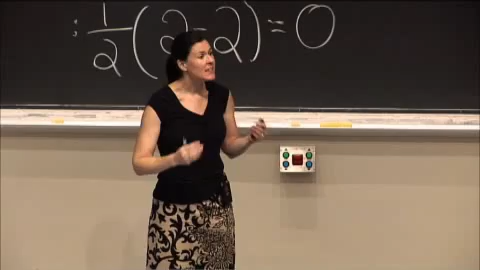 : 1/2 (2-2) = 0